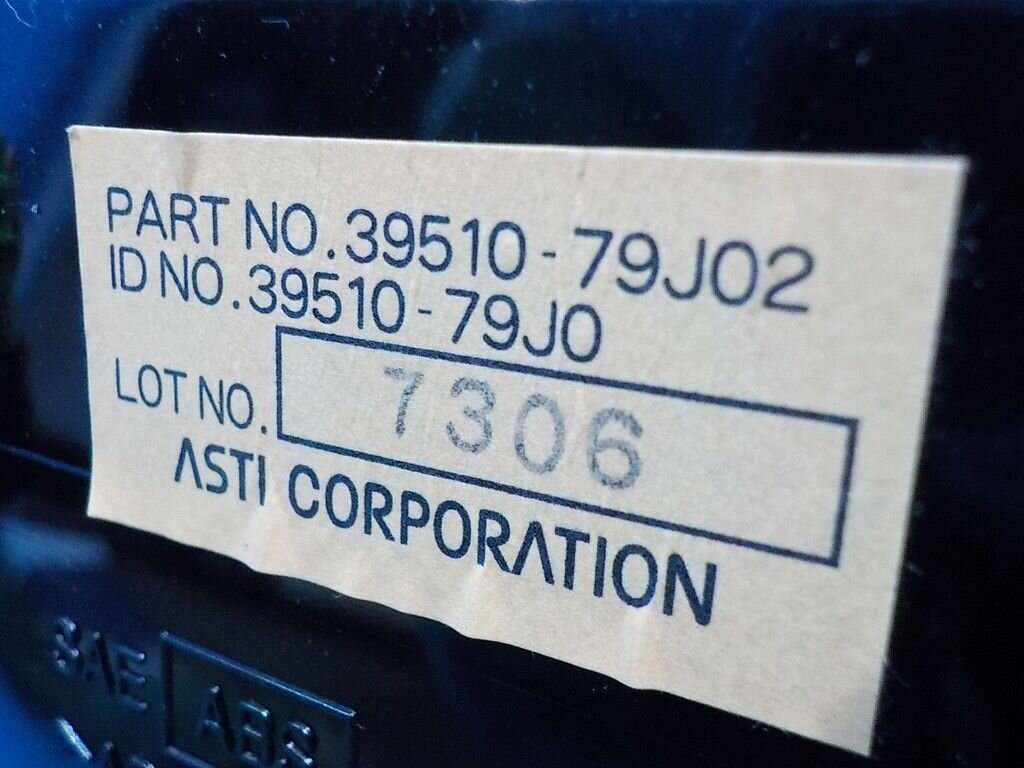 PART NO. 39510-79J02
ID NO. 39510-79J0
LOT NO. 7306
ASTI CORPORATION
SAE ABS